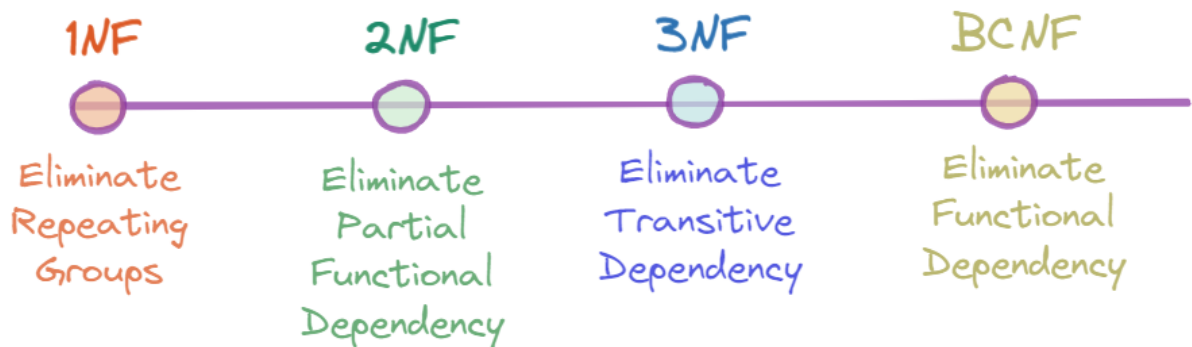 1NF
2NF
3NF
BCNF
Eliminate
Repeating
Groups
Eliminate
Partial
Functional
Dependency
Eliminate
Transitive
Dependency
Eliminate
Functional
Dependency